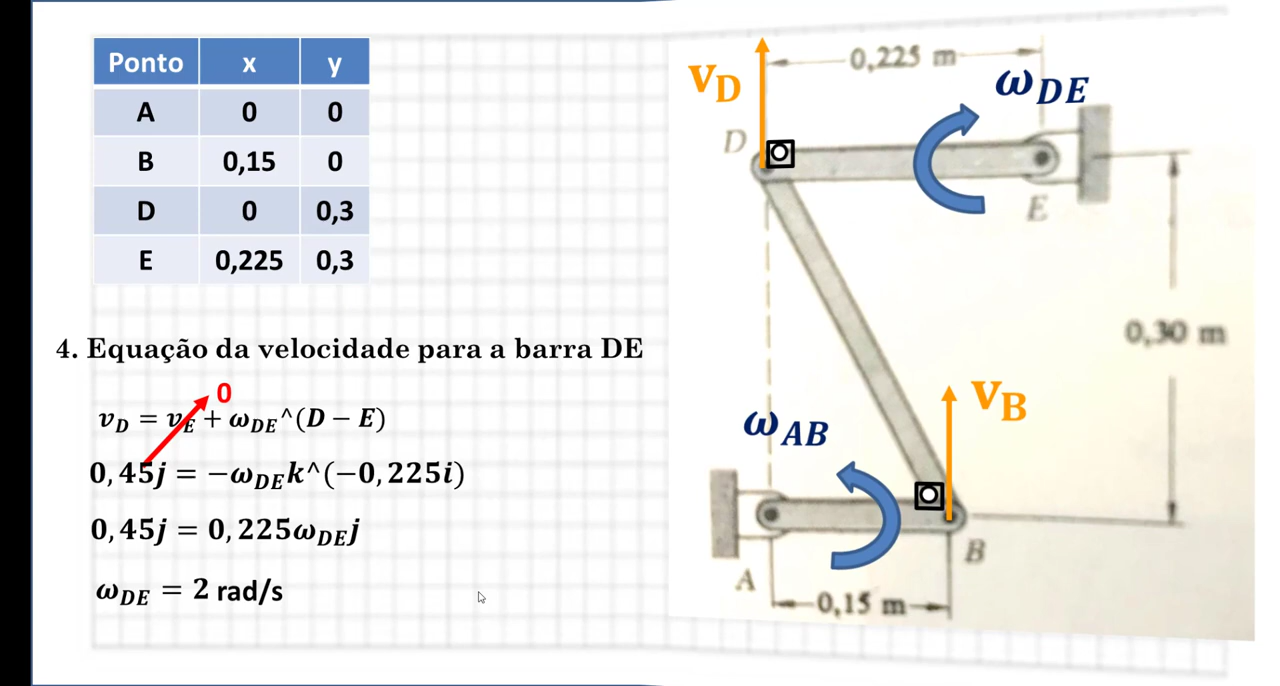 Ponto x y
A 0 0
B 0,15 0
D 0 0,3
E 0,225 0,3
4. Equação da velocidade para a barra DE
0
v_D = v_E + ω_DE^(D − E)
0,45j = −ω_DE k^(−0,225i)
0,45j = 0,225ω_DE j
ω_DE = 2 rad/s
v_D
0,225 m
ω_DE
D
E
0,30 m
v_B
ω_AB
B
A
0,15 m